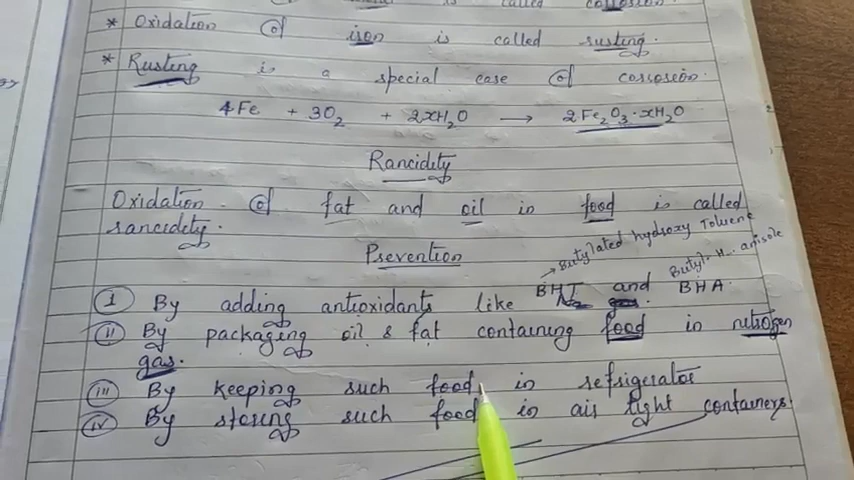 is called corrosion.
* Oxidation of iron is called rusting.
* Rusting is a special case of corrosion.
4Fe + 3O₂ + 2xH₂O → 2Fe₂O₃·xH₂O
Rancidity
Oxidation of fat and oil in food is called
rancidity.
Prevention
→ Butylated hydroxy Toluene
Butyl. H... anisole
(i) By adding antioxidants like BHT and BHA.
(ii) By packaging oil & fat containing food in nitrogen
gas.
(iii) By keeping such food in refrigerator
(iv) By storing such food in air tight containers.